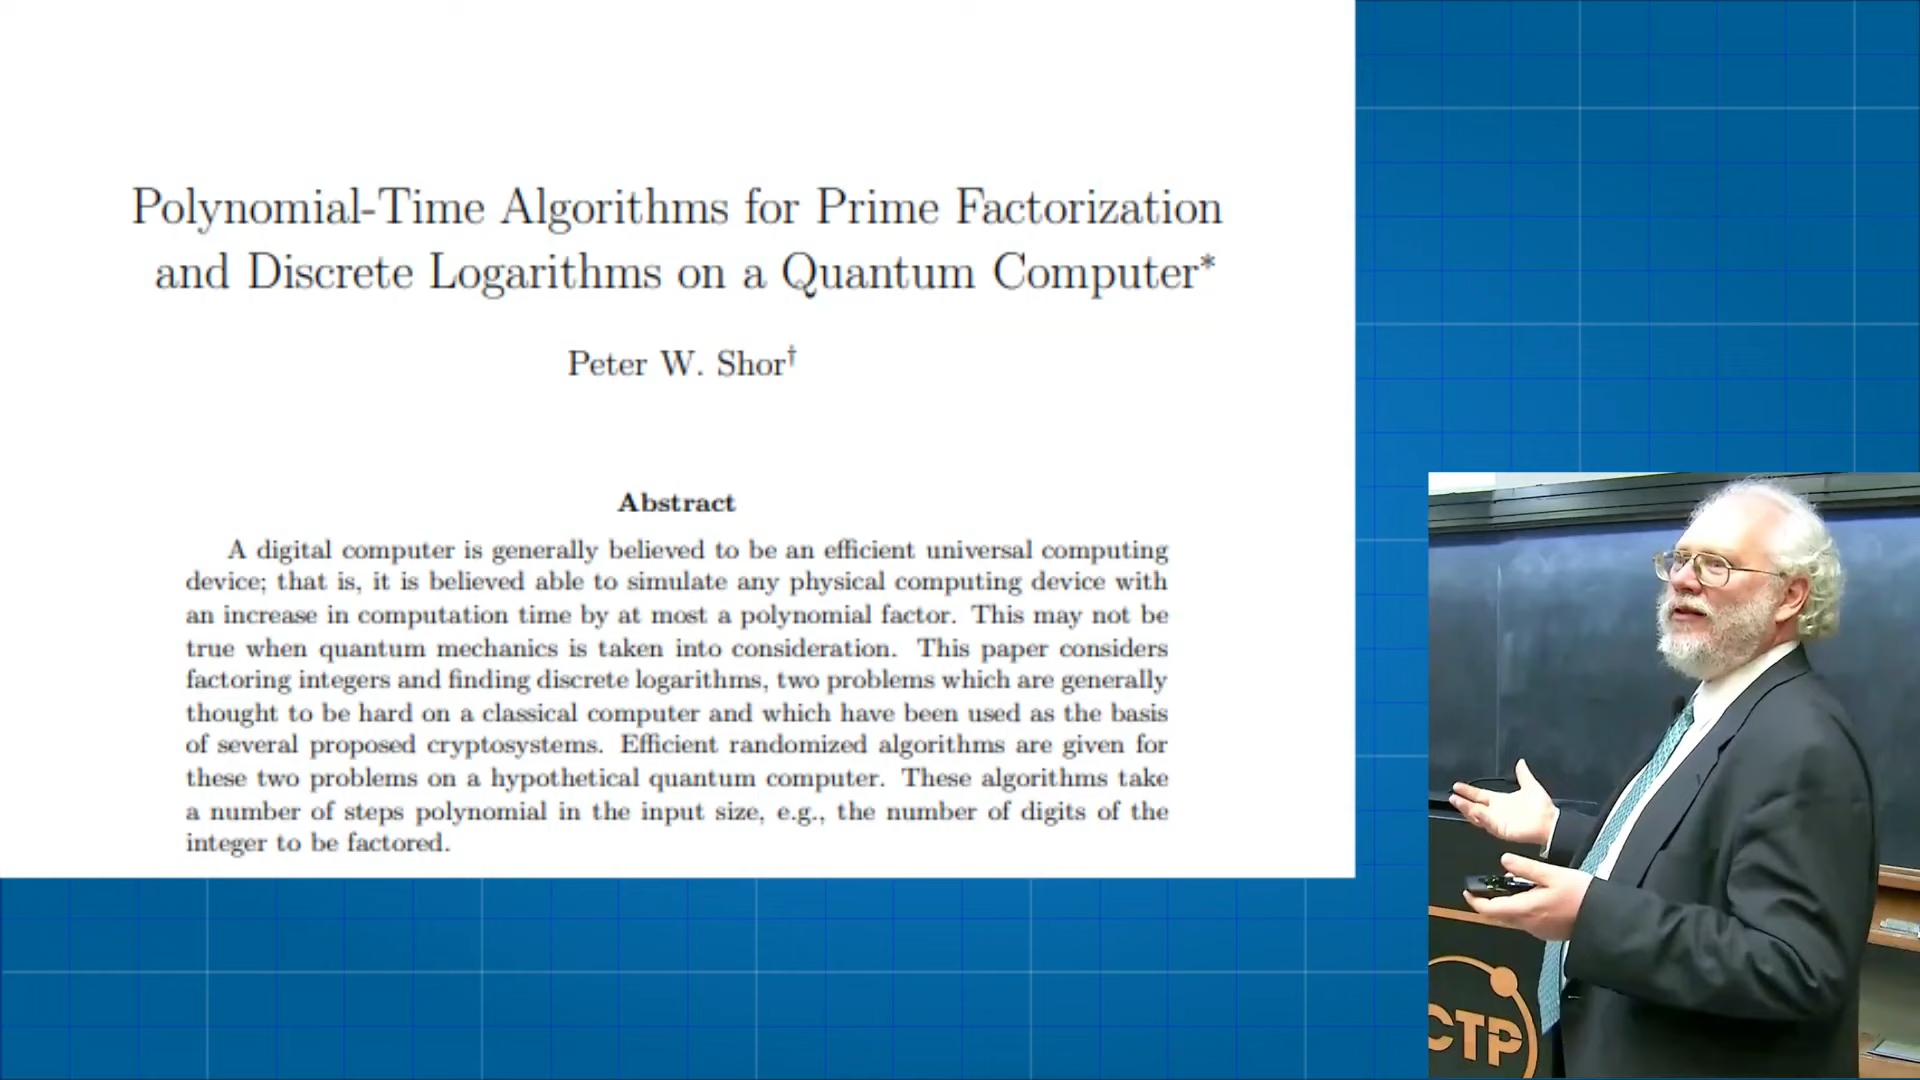 Polynomial-Time Algorithms for Prime Factorization
and Discrete Logarithms on a Quantum Computer*
Peter W. Shor†
Abstract
A digital computer is generally believed to be an efficient universal computing
device; that is, it is believed able to simulate any physical computing device with
an increase in computation time by at most a polynomial factor. This may not be
true when quantum mechanics is taken into consideration. This paper considers
factoring integers and finding discrete logarithms, two problems which are generally
thought to be hard on a classical computer and which have been used as the basis
of several proposed cryptosystems. Efficient randomized algorithms are given for
these two problems on a hypothetical quantum computer. These algorithms take
a number of steps polynomial in the input size, e.g., the number of digits of the
integer to be factored.
CTP